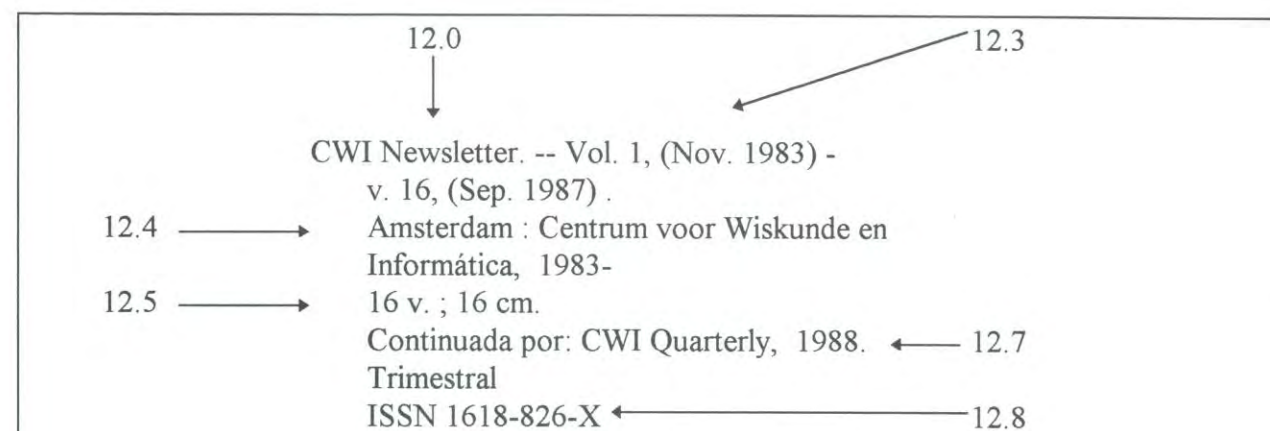 12.0 12.3
CWI Newsletter. -- Vol. 1, (Nov. 1983) -
v. 16, (Sep. 1987) .
12.4 Amsterdam : Centrum voor Wiskunde en
Informática, 1983-
12.5 16 v. ; 16 cm.
Continuada por: CWI Quarterly, 1988. 12.7
Trimestral
ISSN 1618-826-X 12.8